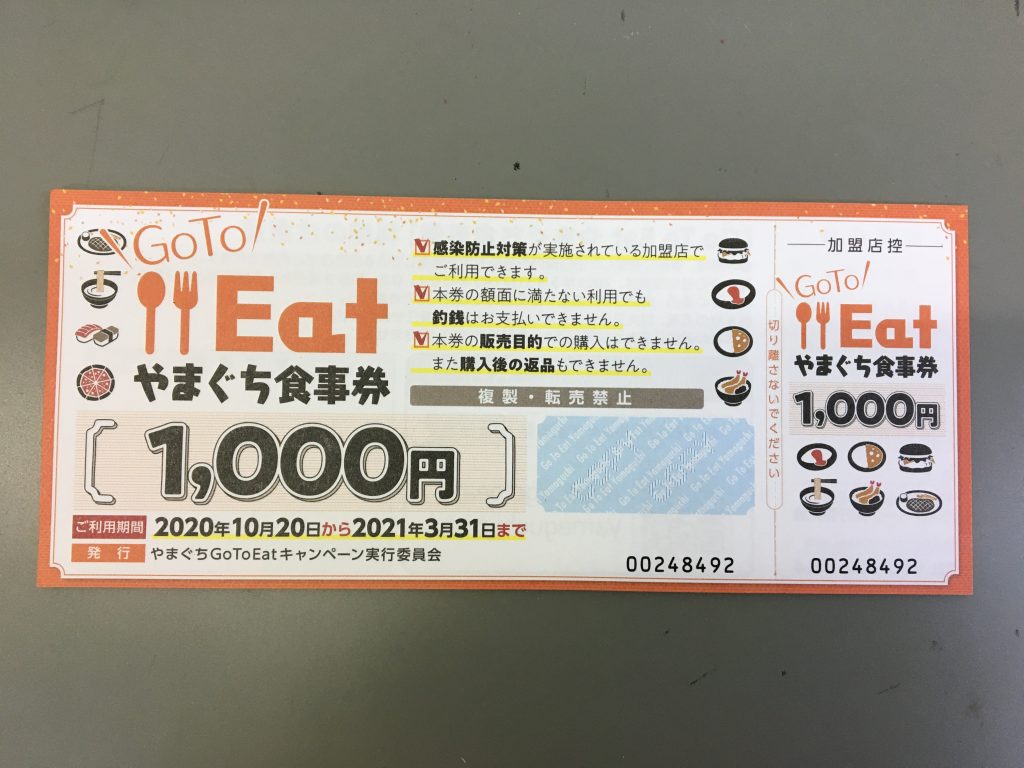 GoTo
Eat
やまぐち食事券
1,000円
ご利用期間 2020年10月20日から2021年3月31日まで
発行 やまぐちGoToEatキャンペーン実行委員会
感染防止対策が実施されている加盟店で
ご利用できます。
本券の額面に満たない利用でも
釣銭はお支払いできません。
本券の販売目的での購入はできません。
また購入後の返品もできません。
複製・転売禁止
Go To Eat Yamaguchi
00248492
切り離さないでください
加盟店控
GoTo
Eat
やまぐち食事券
1,000円
00248492